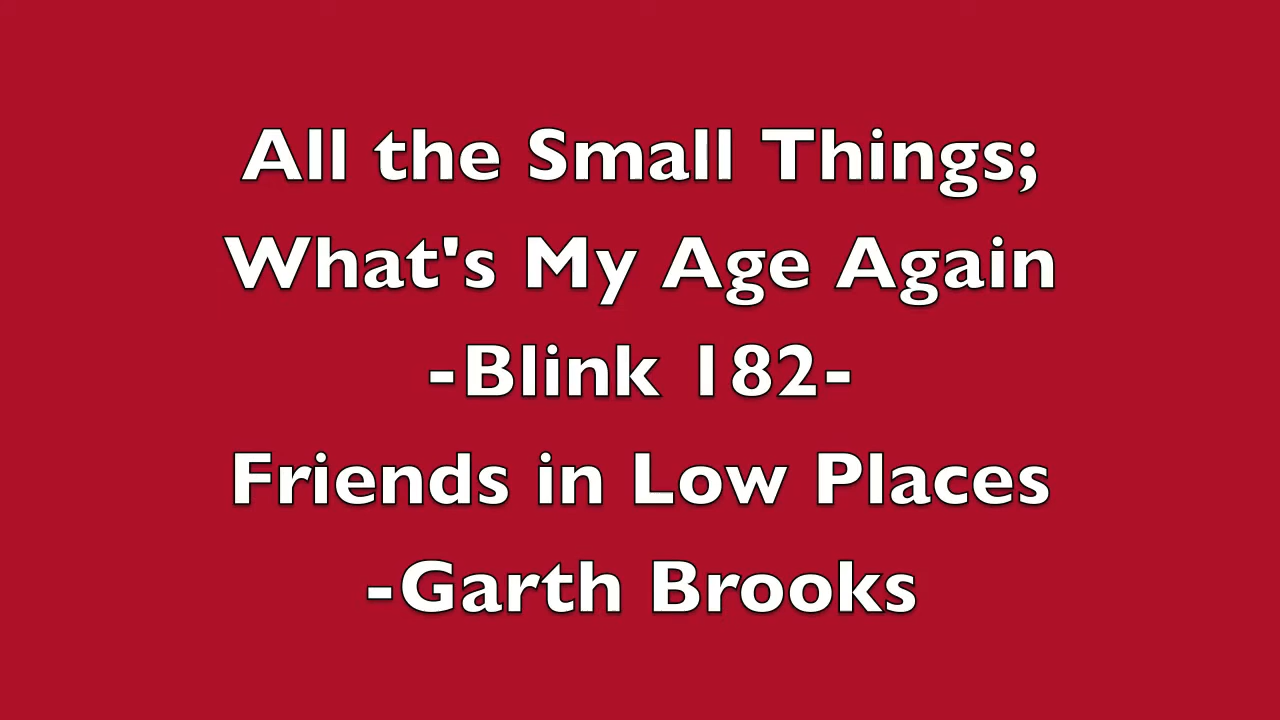 All the Small Things;
What's My Age Again
-Blink 182-
Friends in Low Places
-Garth Brooks